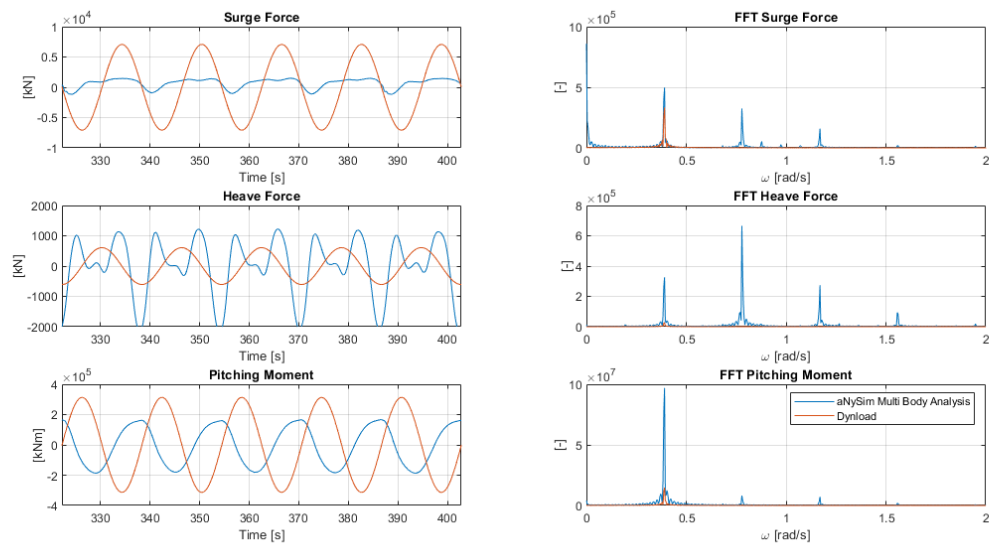 Surge Force
×10^4
1
0.5
0
-0.5
-1
[kN]
330 340 350 360 370 380 390 400
Time [s]
FFT Surge Force
×10^5
10
5
0
[-]
0 0.5 1 1.5 2
ω [rad/s]
Heave Force
2000
1000
0
-1000
-2000
[kN]
330 340 350 360 370 380 390 400
Time [s]
FFT Heave Force
×10^5
8
6
4
2
0
[-]
0 0.5 1 1.5 2
ω [rad/s]
Pitching Moment
×10^5
4
2
0
-2
-4
[kNm]
330 340 350 360 370 380 390 400
Time [s]
FFT Pitching Moment
×10^7
10
5
0
[-]
aNySim Multi Body Analysis
Dynload
0 0.5 1 1.5 2
ω [rad/s]